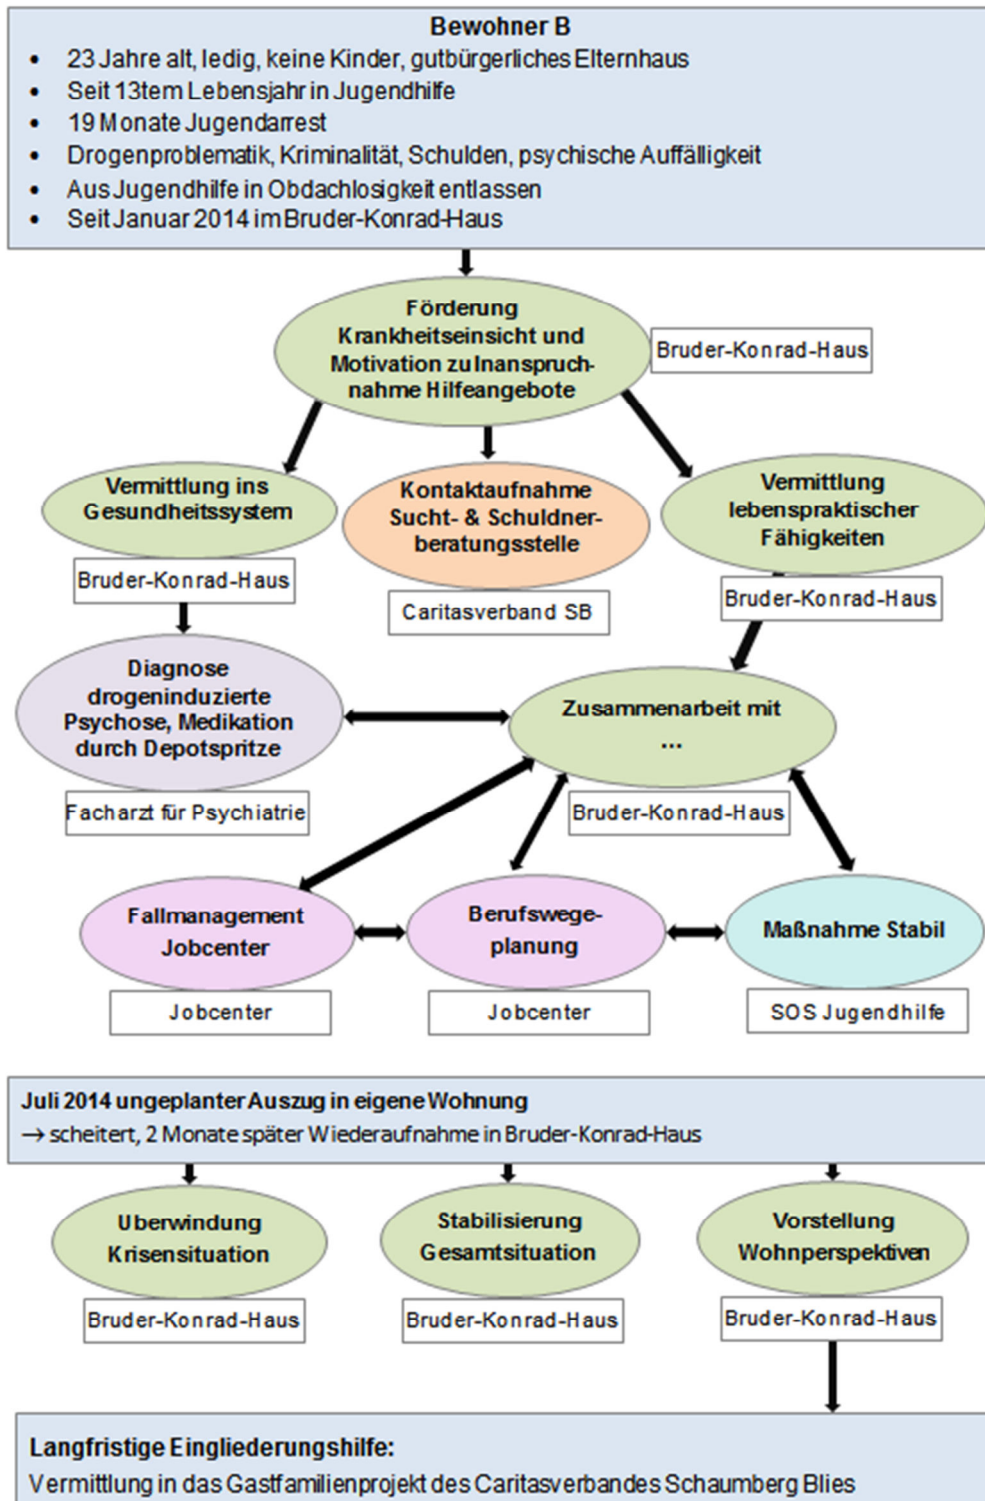 Bewohner B
• 23 Jahre alt, ledig, keine Kinder, gutbürgerliches Elternhaus
• Seit 13tem Lebensjahr in Jugendhilfe
• 19 Monate Jugendarrest
• Drogenproblematik, Kriminalität, Schulden, psychische Auffälligkeit
• Aus Jugendhilfe in Obdachlosigkeit entlassen
• Seit Januar 2014 im Bruder-Konrad-Haus
Förderung
Krankheitseinsicht und
Motivation zu Inanspruch-
nahme Hilfeangebote
Bruder-Konrad-Haus
Vermittlung ins
Gesundheitssystem
Bruder-Konrad-Haus
Kontaktaufnahme
Sucht- & Schuldner-
beratungsstelle
Caritasverband SB
Vermittlung
lebenspraktischer
Fähigkeiten
Bruder-Konrad-Haus
Diagnose
drogeninduzierte
Psychose, Medikation
durch Depotspritze
Facharzt für Psychiatrie
Zusammenarbeit mit
...
Bruder-Konrad-Haus
Fallmanagement
Jobcenter
Jobcenter
Berufswege-
planung
Jobcenter
Maßnahme Stabil
SOS Jugendhilfe
Juli 2014 ungeplanter Auszug in eigene Wohnung
→ scheitert, 2 Monate später Wiederaufnahme in Bruder-Konrad-Haus
Uberwindung
Krisensituation
Bruder-Konrad-Haus
Stabilisierung
Gesamtsituation
Bruder-Konrad-Haus
Vorstellung
Wohnperspektiven
Bruder-Konrad-Haus
Langfristige Eingliederungshilfe:
Vermittlung in das Gastfamilienprojekt des Caritasverbandes Schaumberg Blies